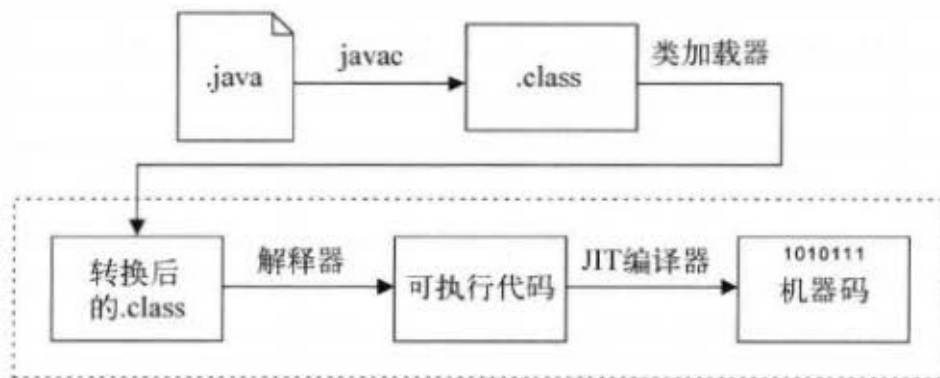 .java
javac
.class
类加载器
转换后
的.class
解释器
可执行代码
JIT编译器
1010111
机器码